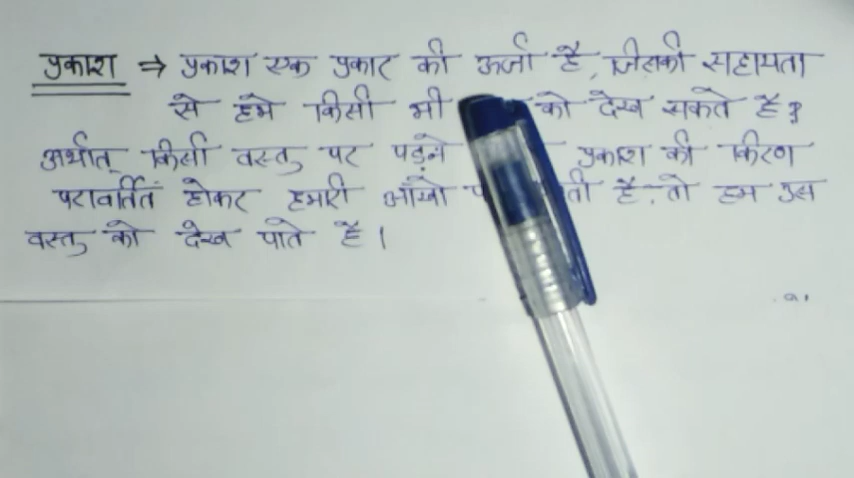 प्रकाश ⇒ प्रकाश एक प्रकार की ऊर्जा है, जिसकी सहायता
से हमे किसी भी को देख सकते है?
अर्थात् किसी वस्तु पर पड़ने प्रकाश की किरण
परावर्तित होकर हमारी आँखो है, तो हम उस
वस्तु को देख पाते है।